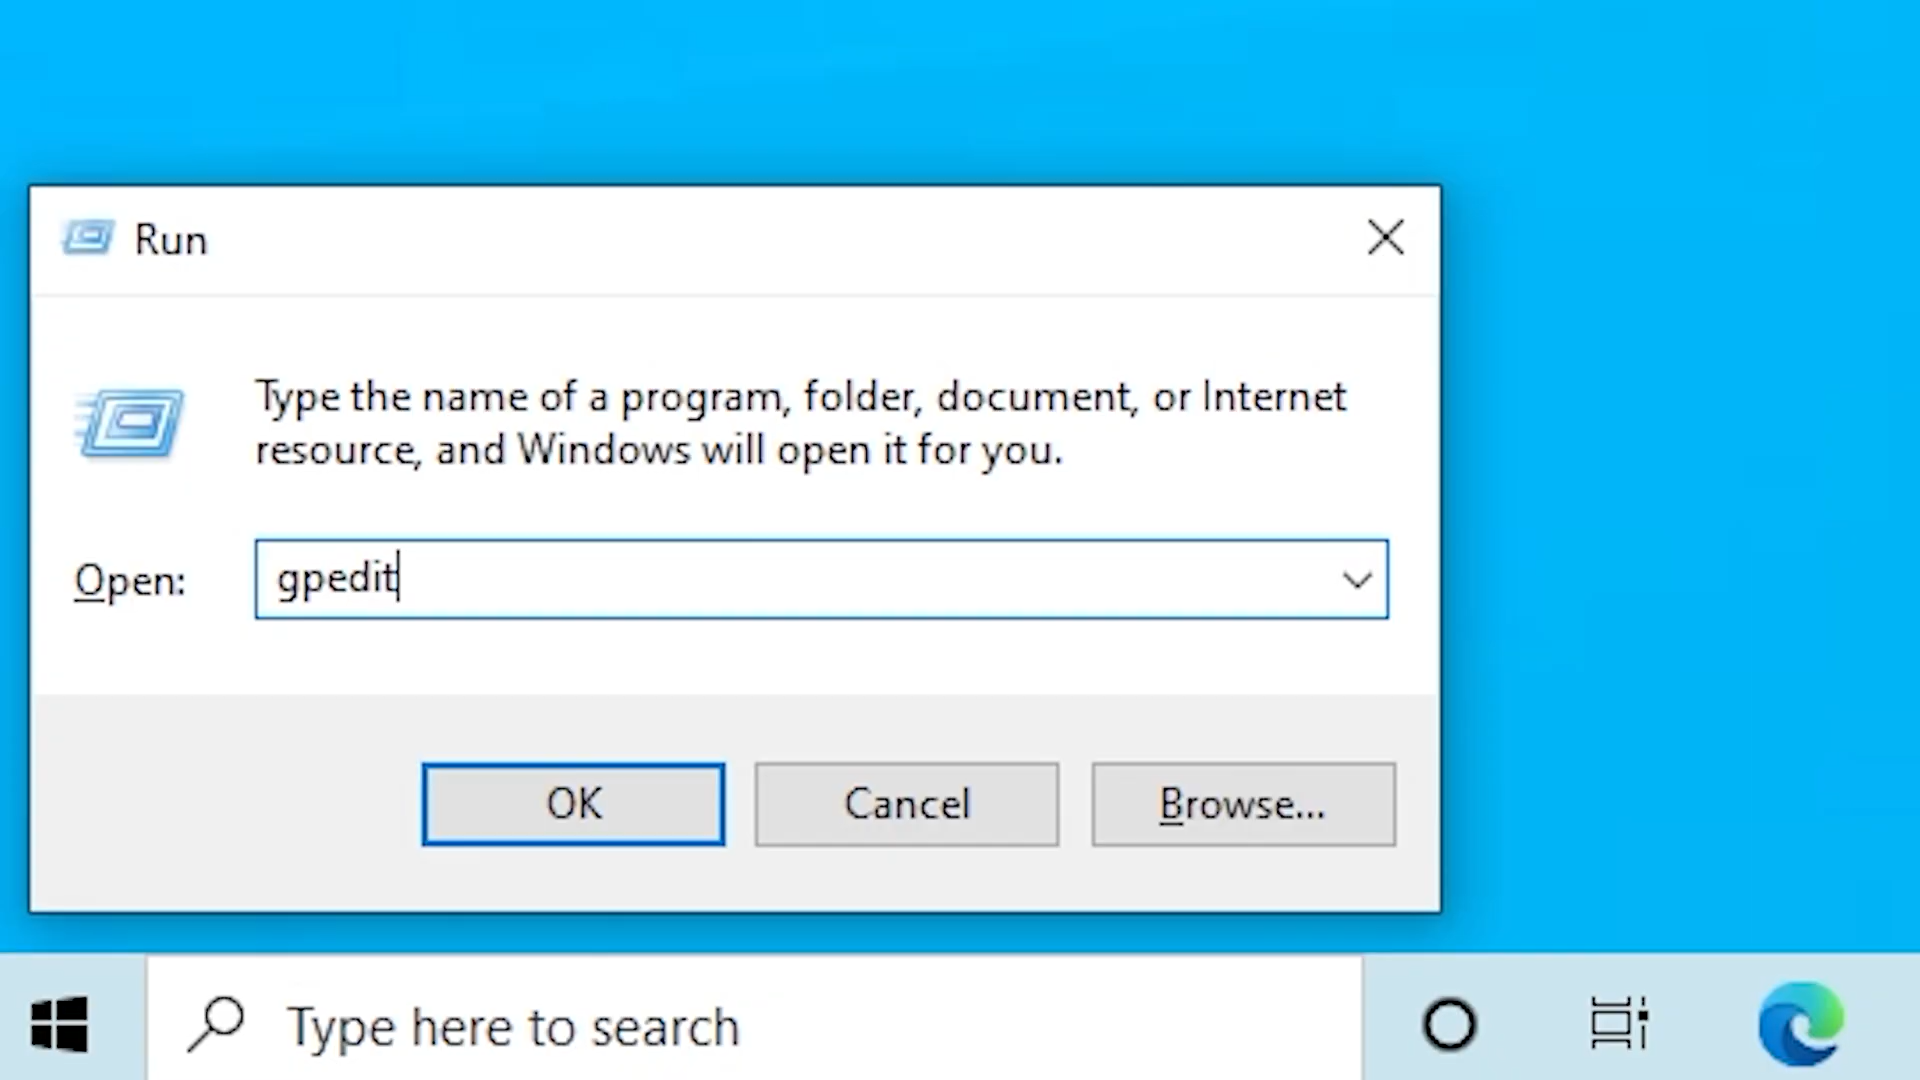 Run
Type the name of a program, folder, document, or Internet
resource, and Windows will open it for you.
Open:
gpedit
OK
Cancel
Browse...
Type here to search